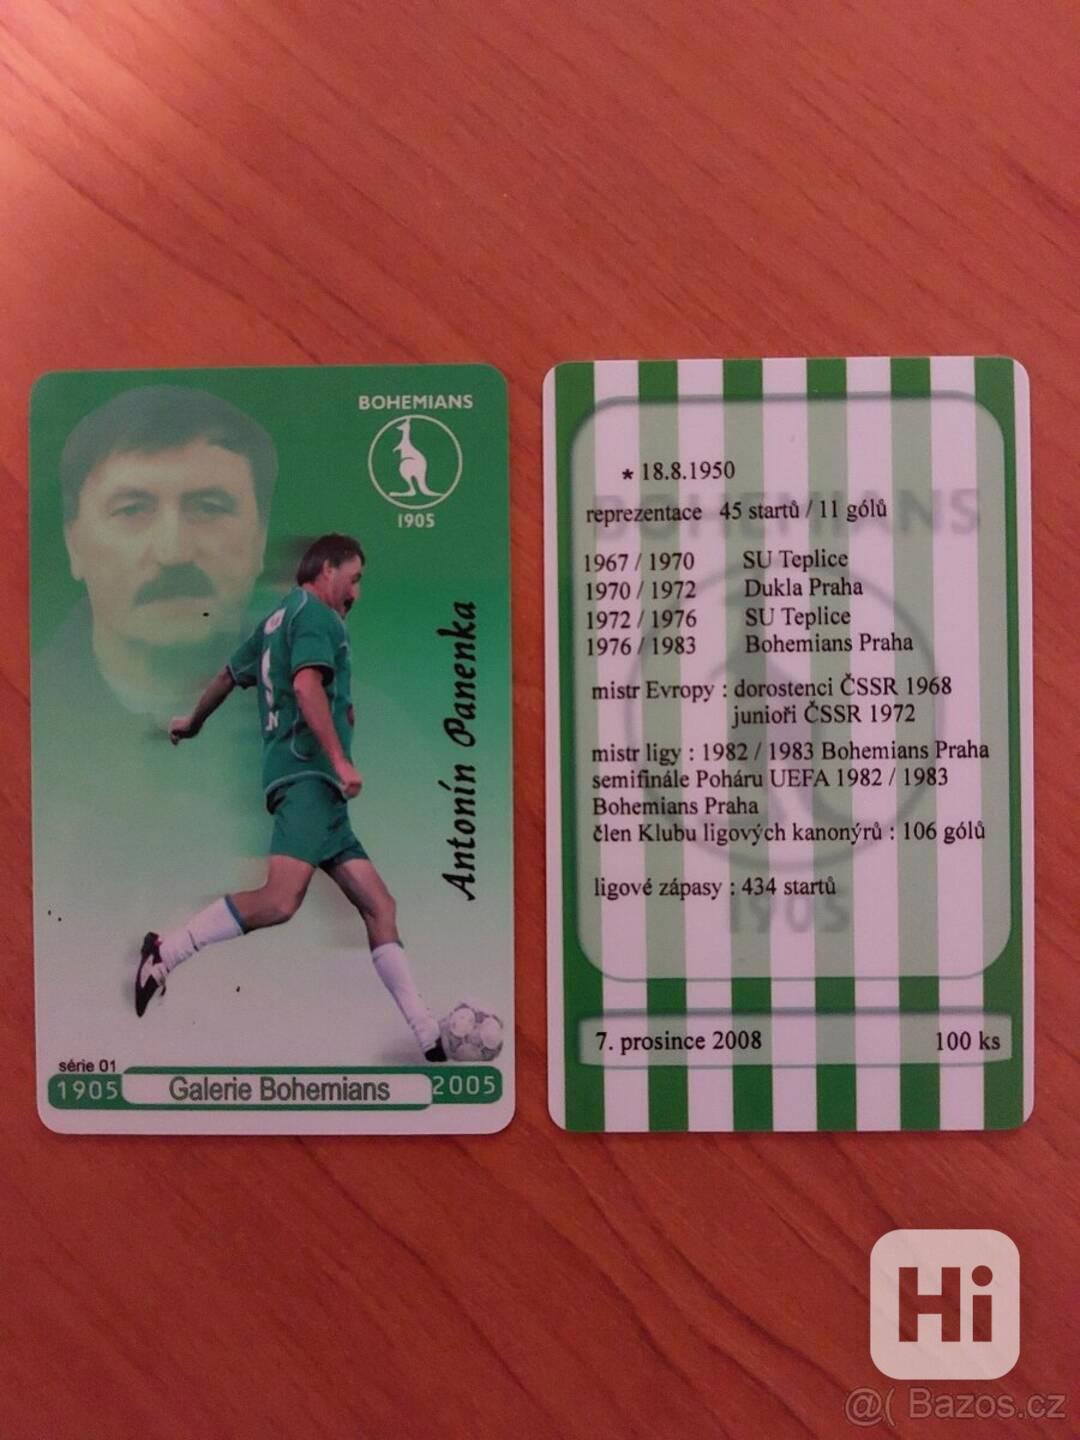 BOHEMIANS
1905
Antonín Panenka
série 01
1905 Galerie Bohemians 2005
* 18.8.1950
BOHEMIANS
reprezentace 45 startů / 11 gólů
1967 / 1970 SU Teplice
1970 / 1972 Dukla Praha
1972 / 1976 SU Teplice
1976 / 1983 Bohemians Praha
mistr Evropy : dorostenci ČSSR 1968
junioři ČSSR 1972
mistr ligy : 1982 / 1983 Bohemians Praha
semifinále Poháru UEFA 1982 / 1983
Bohemians Praha
člen Klubu ligových kanonýrů : 106 gólů
ligové zápasy : 434 startů
1905
7. prosince 2008 100 ks
Hi
@( Bazos.cz